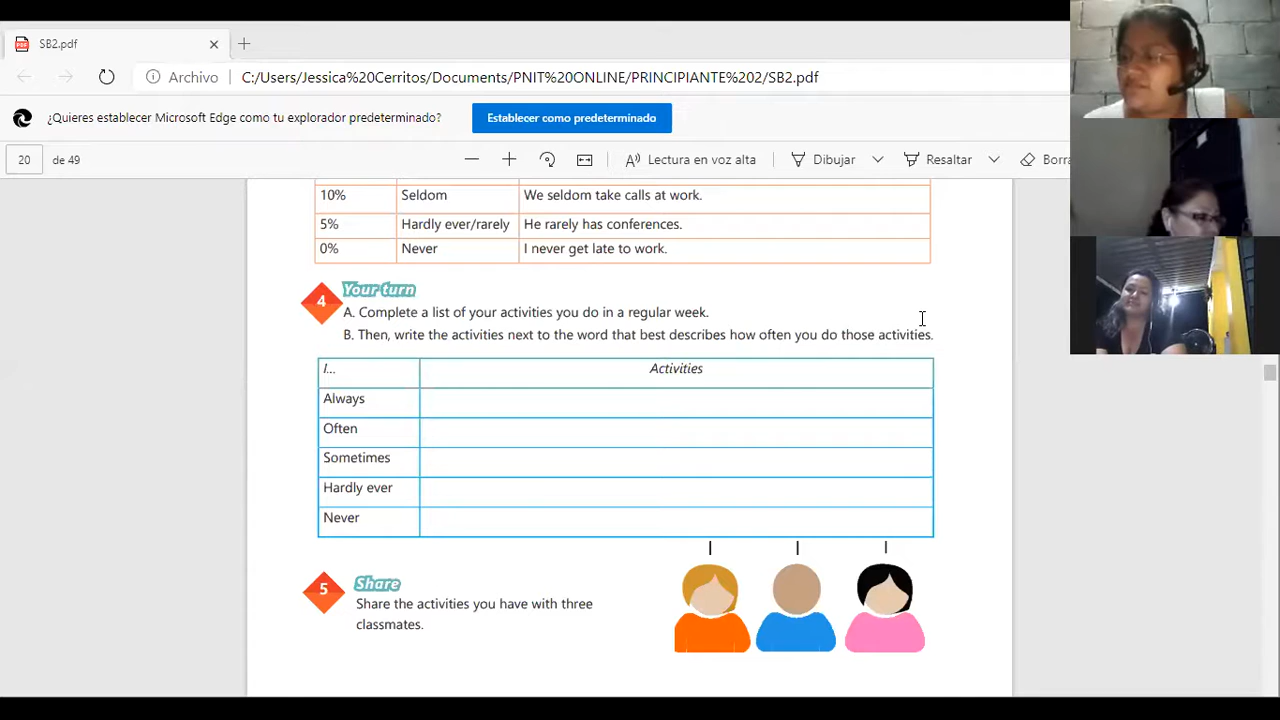 SB2.pdf
Archivo
C:/Users/Jessica%20Cerritos/Documents/PNIT%20ONLINE/PRINCIPIANTE%202/SB2.pdf
¿Quieres establecer Microsoft Edge como tu explorador predeterminado?
Establecer como predeterminado
20 de 49
Lectura en voz alta
Dibujar
Resaltar
Borra
10% Seldom We seldom take calls at work.
5% Hardly ever/rarely He rarely has conferences.
0% Never I never get late to work.
4 Your turn
A. Complete a list of your activities you do in a regular week.
B. Then, write the activities next to the word that best describes how often you do those activities.
I... Activities
Always
Often
Sometimes
Hardly ever
Never
5 Share
Share the activities you have with three
classmates.